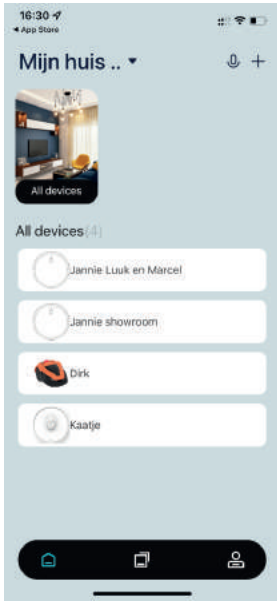 16:30
App Store
Mijn huis ..
All devices
All devices(4)
Jannie Luuk en Marcel
Jannie showroom
Dirk
Kaatje